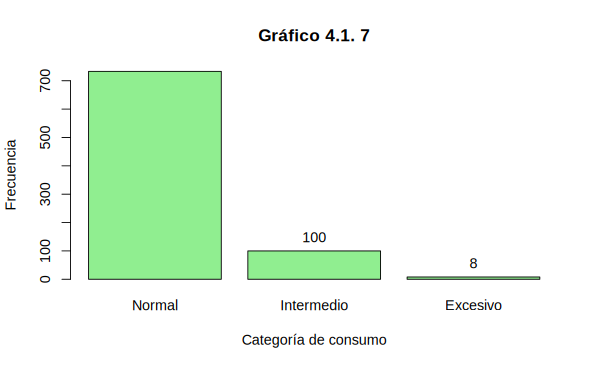 Gráfico 4.1. 7
Frecuencia
700
500
300
100
0
100
8
Normal
Intermedio
Excesivo
Categoría de consumo